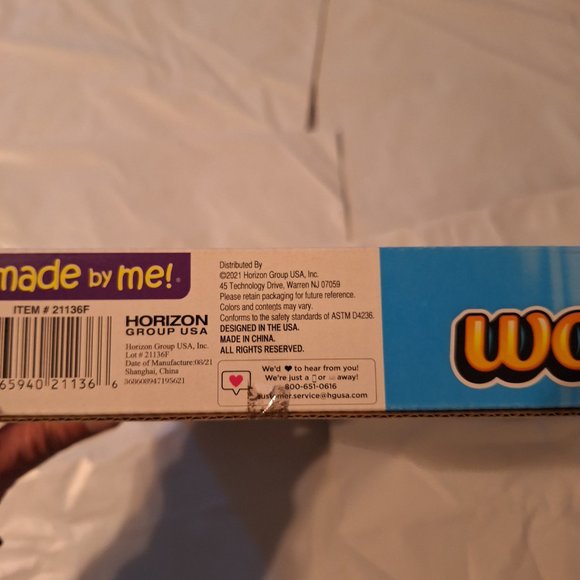 made by me!
ITEM # 21136F
65940 21136 6
HORIZON
GROUP USA
Horizon Group USA, Inc.
Lot # 21136F
Date of Manufacture:08/21
Shanghai, China
368608947195621
Distributed By
©2021 Horizon Group USA, Inc.
45 Technology Drive, Warren NJ 07059
Please retain packaging for future reference.
Colors and contents may vary.
Conforms to the safety standards of ASTM D4236.
DESIGNED IN THE USA.
MADE IN CHINA.
ALL RIGHTS RESERVED.
We'd ♥ to hear from you!
We're just a or away!
800-651-0616
customer.service@hgusa.com
wo